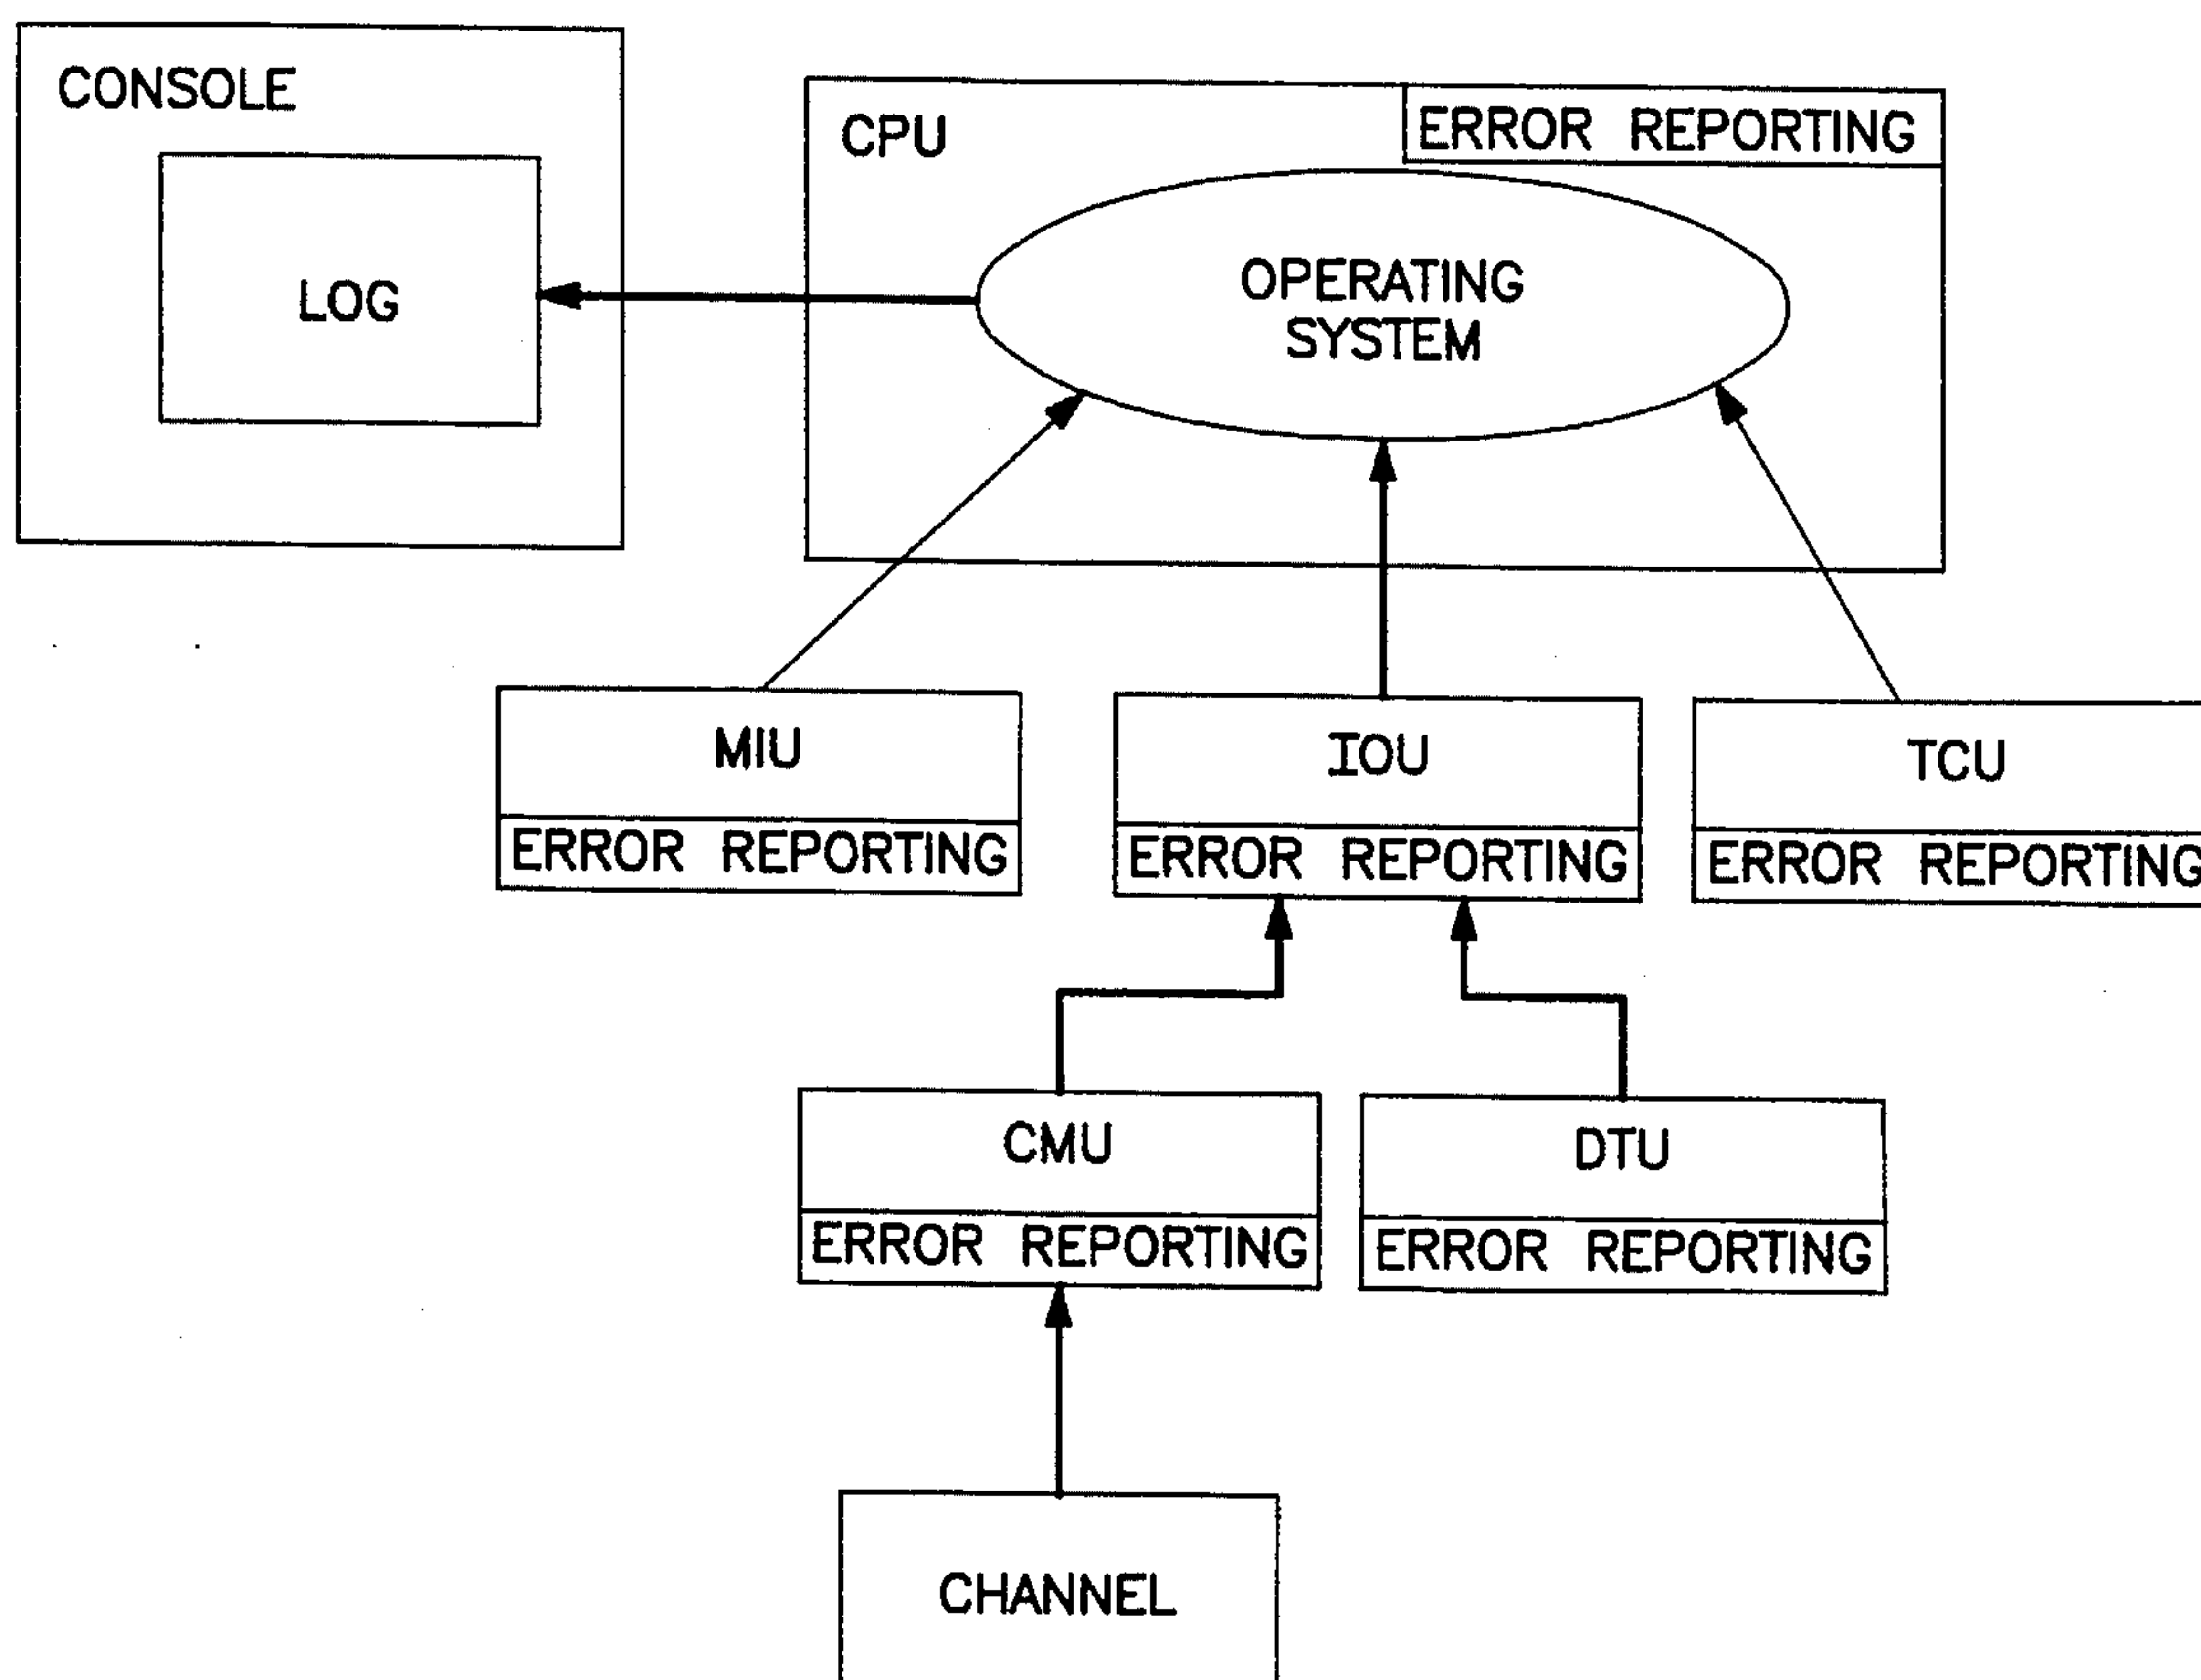 CONSOLE
LOG
CPU
ERROR REPORTING
OPERATING
SYSTEM
MIU
ERROR REPORTING
IOU
ERROR REPORTING
TCU
ERROR REPORTING
CMU
ERROR REPORTING
DTU
ERROR REPORTING
CHANNEL